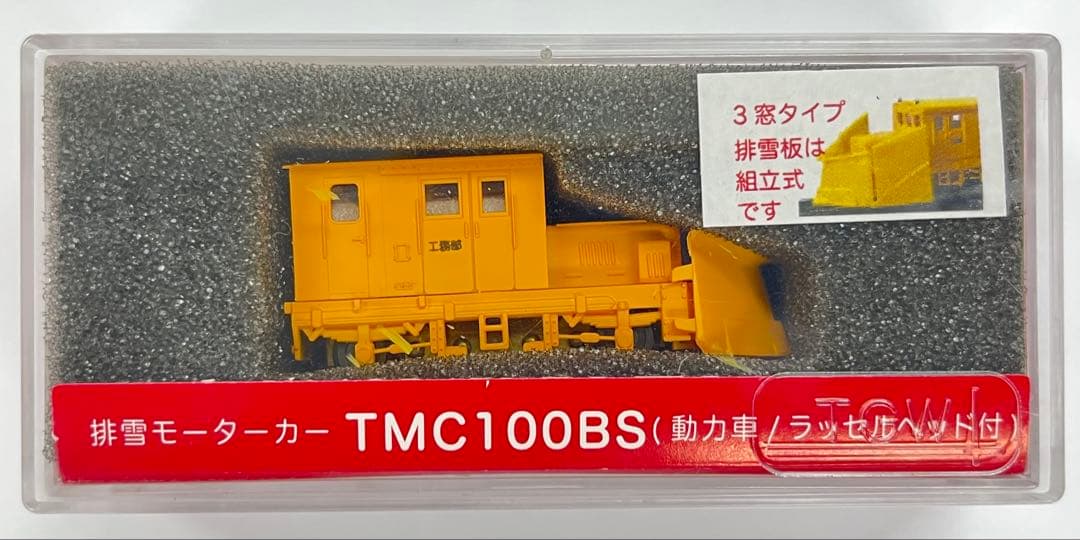 3窓タイプ
排雪板は
組立式
です
工務部
排雪モーターカー TMC100BS(動力車/ラッセルヘッド付)